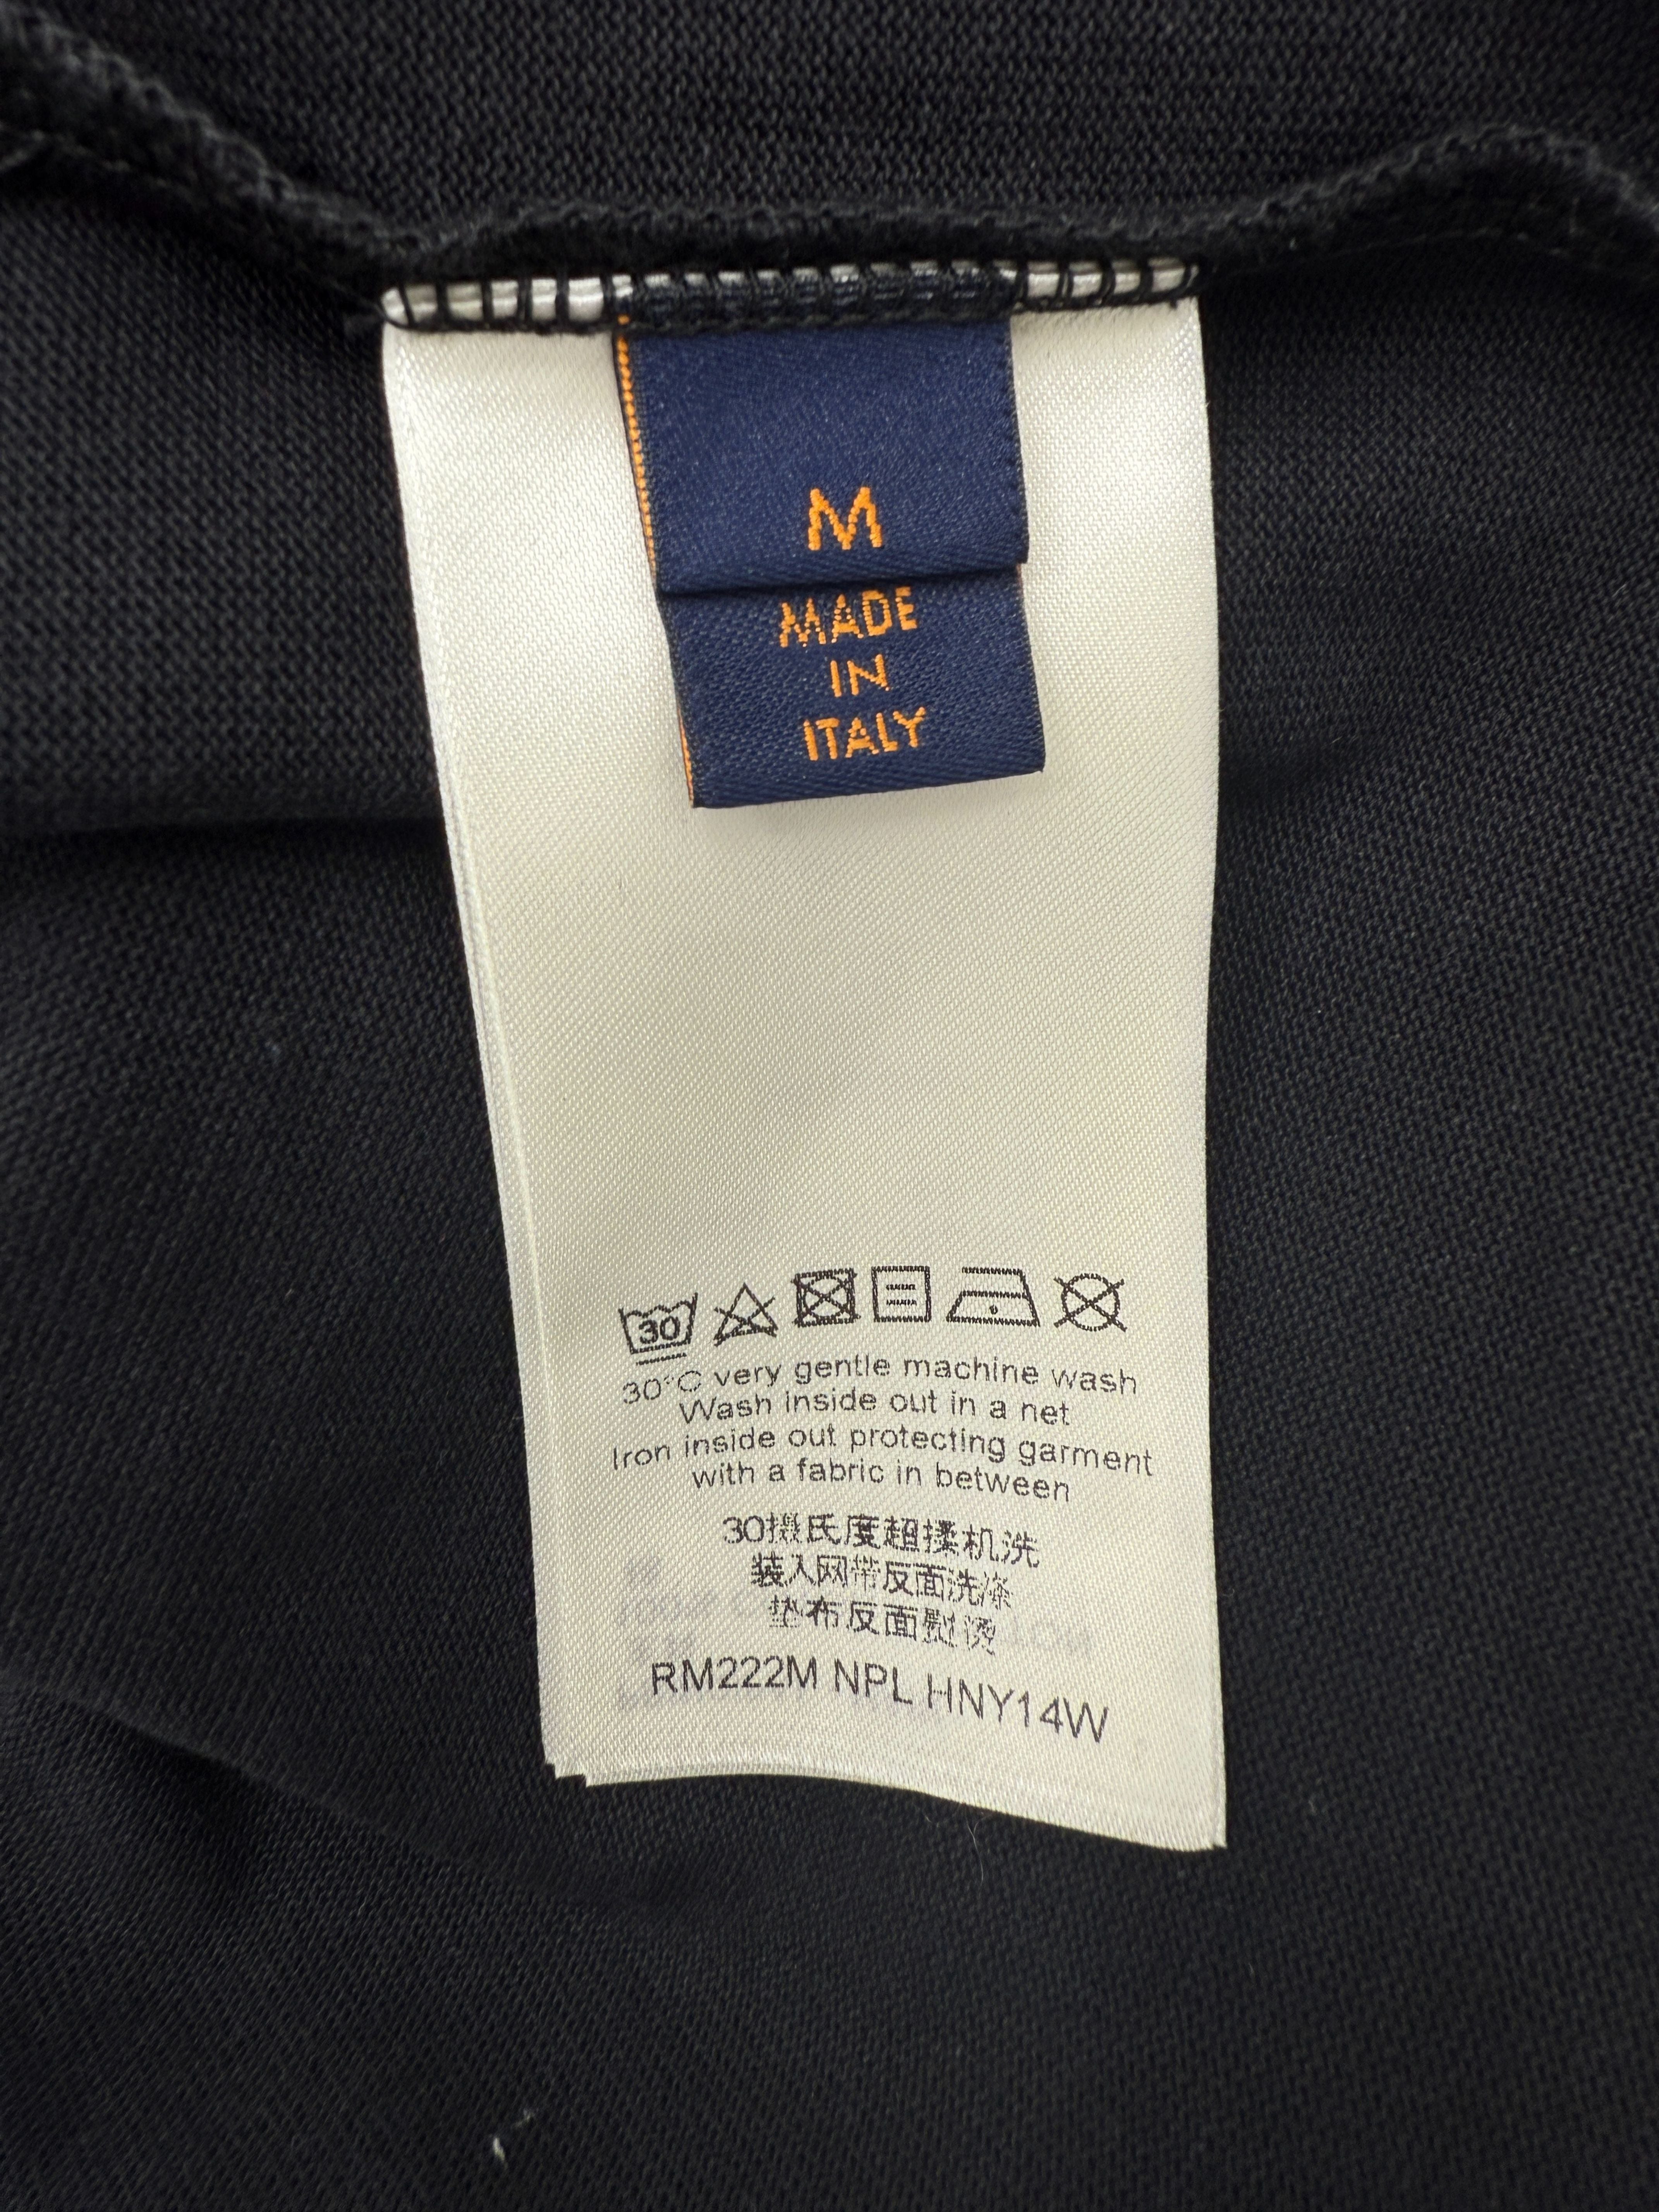 M
MADE
IN
ITALY
30
30°C very gentle machine wash
Wash inside out in a net
Iron inside out protecting garment
with a fabric in between
30摄氏度超揉机洗
装入网带反面洗涤
垫布反面熨烫
RM222M NPL HNY14W